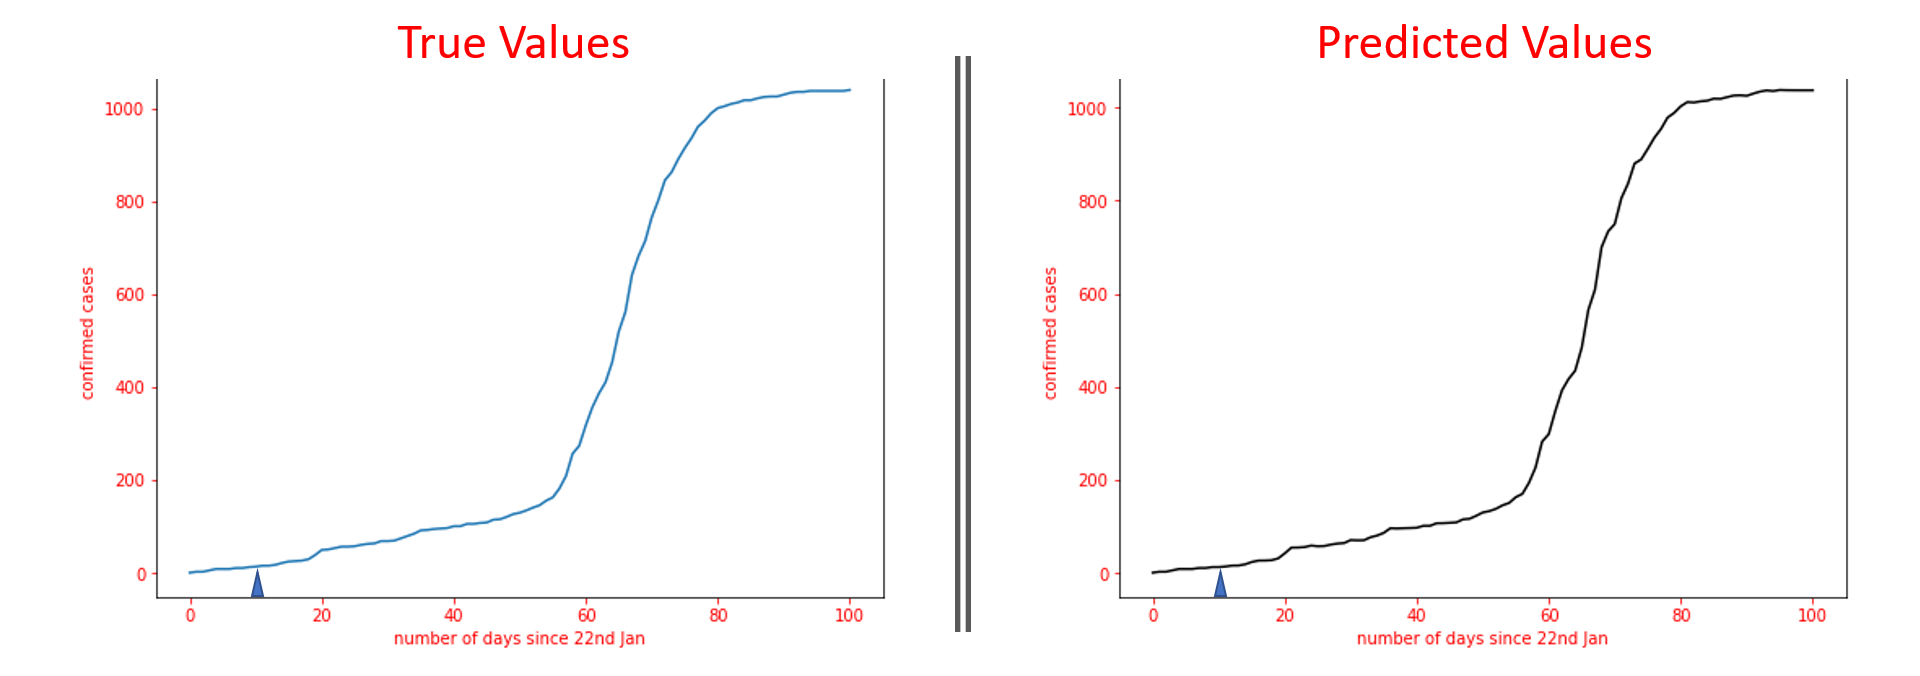 True Values
1000
800
600
400
200
0
confirmed cases
0 20 40 60 80 100
number of days since 22nd Jan
Predicted Values
1000
800
600
400
200
0
confirmed cases
0 20 40 60 80 100
number of days since 22nd Jan